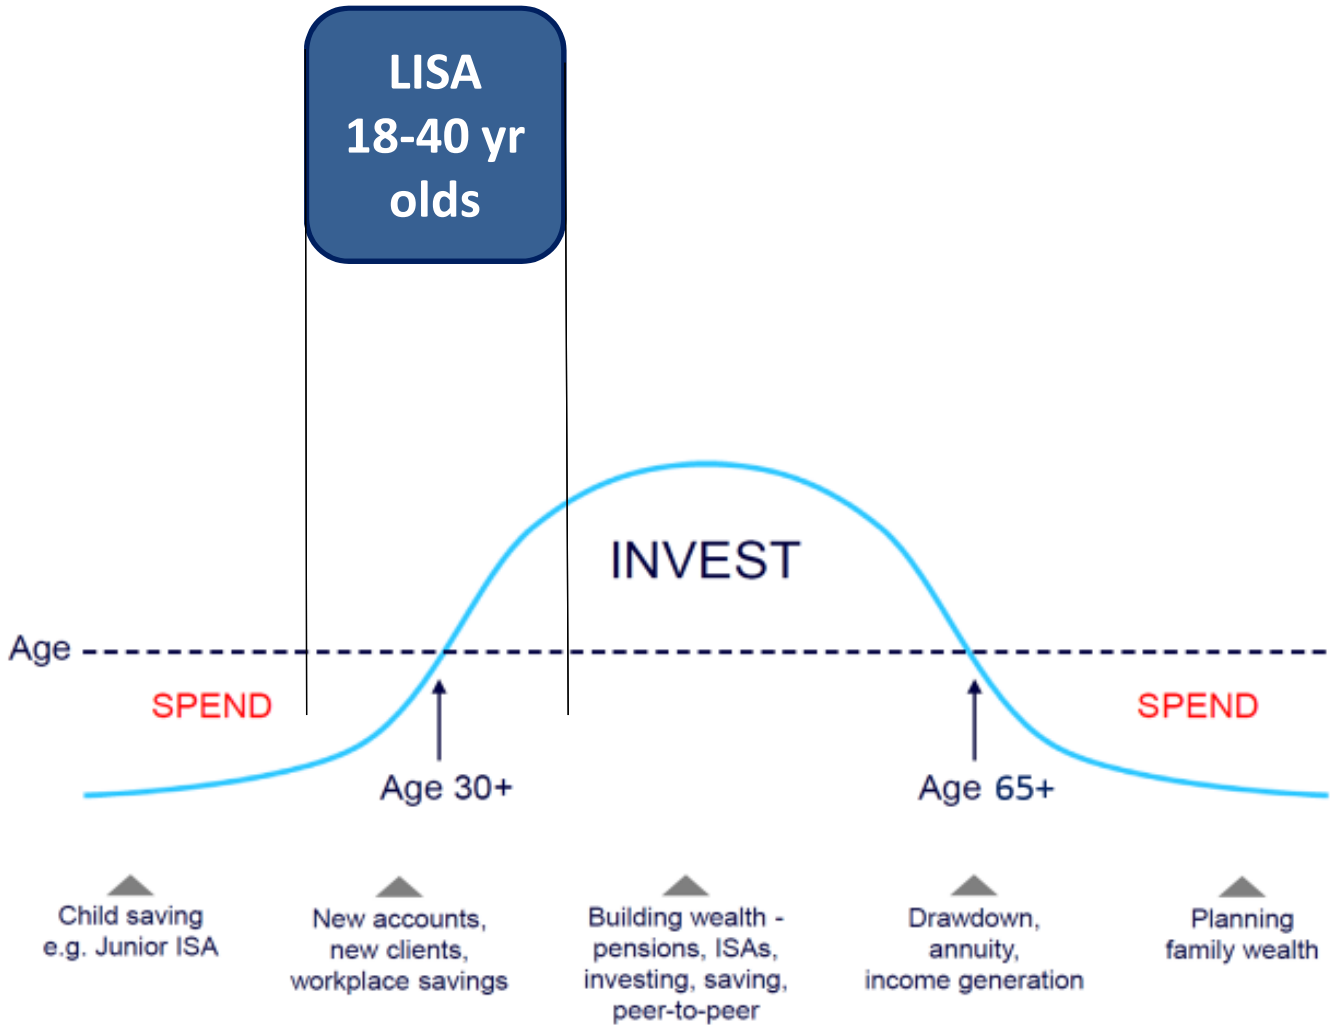 LISA
18-40 yr
olds
INVEST
Age
SPEND
SPEND
Age 30+
Age 65+
Child saving
e.g. Junior ISA
New accounts,
new clients,
workplace savings
Building wealth -
pensions, ISAs,
investing, saving,
peer-to-peer
Drawdown,
annuity,
income generation
Planning
family wealth